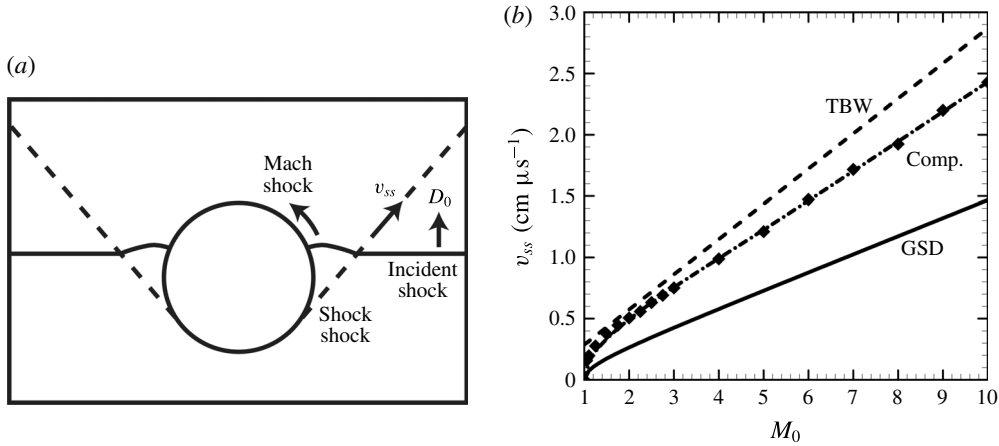 (a)
Mach
shock
v_ss
D_0
Incident
shock
Shock
shock
(b)
3.0
2.5
2.0
1.5
1.0
0.5
0
v_ss (cm μs⁻¹)
TBW
Comp.
GSD
1 2 3 4 5 6 7 8 9 10
M_0